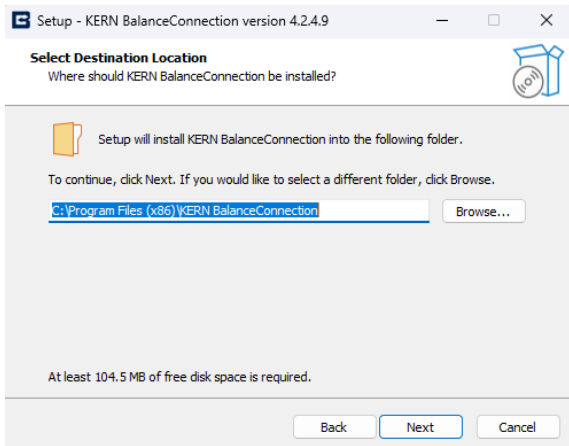 Setup - KERN BalanceConnection version 4.2.4.9
Select Destination Location
Where should KERN BalanceConnection be installed?
Setup will install KERN BalanceConnection into the following folder.
To continue, click Next. If you would like to select a different folder, click Browse.
C:\Program Files (x86)\KERN BalanceConnection
Browse...
At least 104.5 MB of free disk space is required.
Back
Next
Cancel